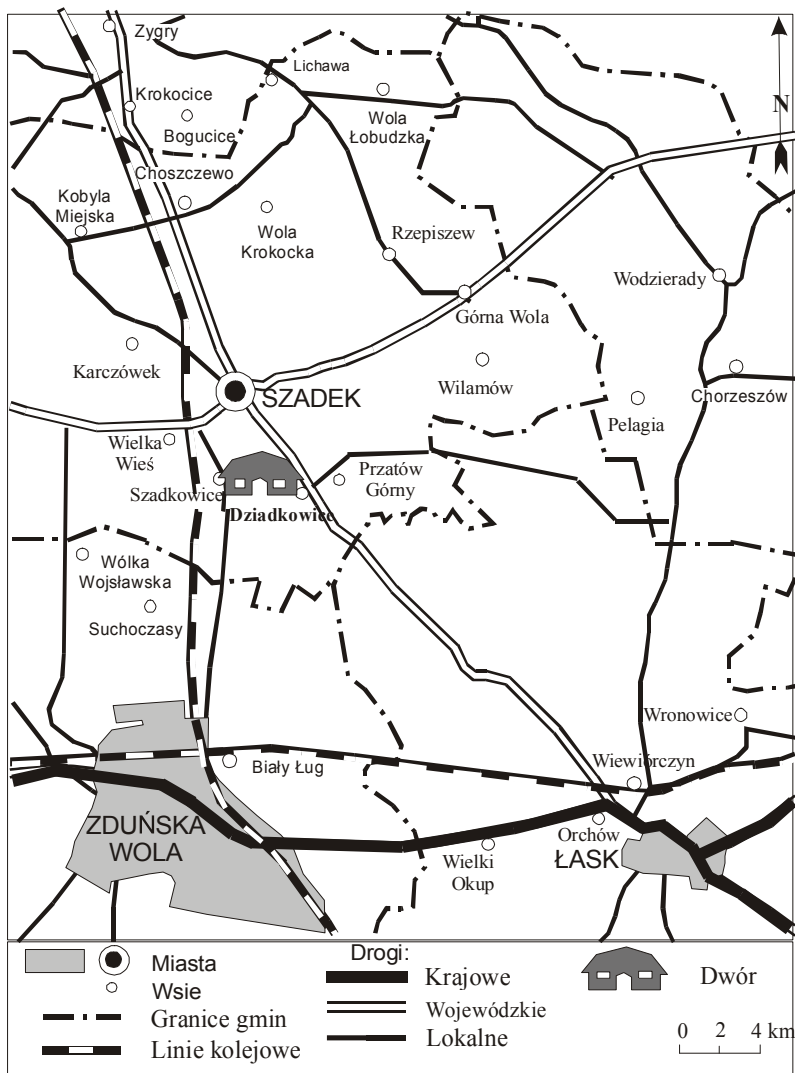 Zygry
Lichawa
N
Krokocice
Bogucice
Wola
Łobudzka
Choszczewo
Kobyla
Miejska
Wola
Krokocka
Rzepiszew
Wodzierady
Górna Wola
Karczówek
Wilamów
SZADEK
Chorzeszów
Pelagia
Wielka
Wieś
Szadkowice
Przatów
Górny
Dziadkowice
Wólka
Wojsławska
Suchoczasy
Wronowice
Wiewiórczyn
Biały Ług
ZDUŃSKA
WOLA
Orchów
ŁASK
Wielki
Okup
Miasta
Wsie
Granice gmin
Linie kolejowe
Drogi:
Krajowe
Wojewódzkie
Lokalne
Dwór
0 2 4 km